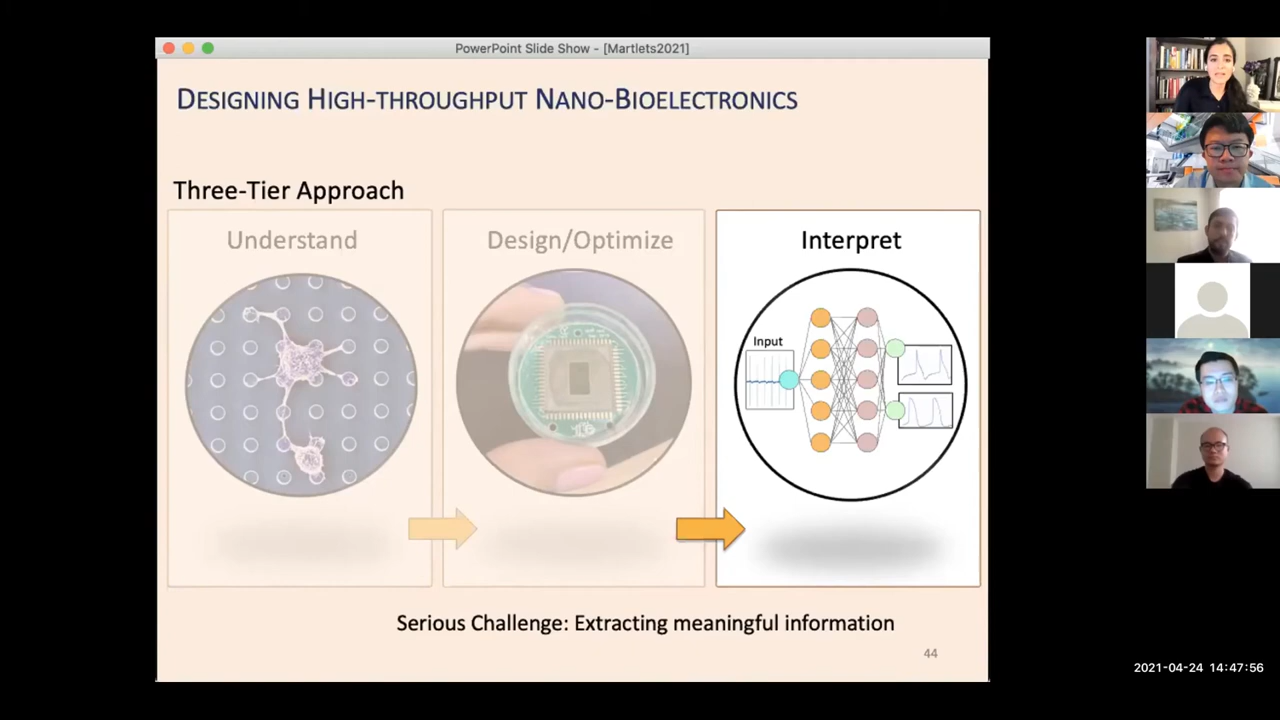 PowerPoint Slide Show - [Martlets2021]
DESIGNING HIGH-THROUGHPUT NANO-BIOELECTRONICS
Three-Tier Approach
Understand
Design/Optimize
Interpret
Input
Serious Challenge: Extracting meaningful information
44
2021-04-24 14:47:56